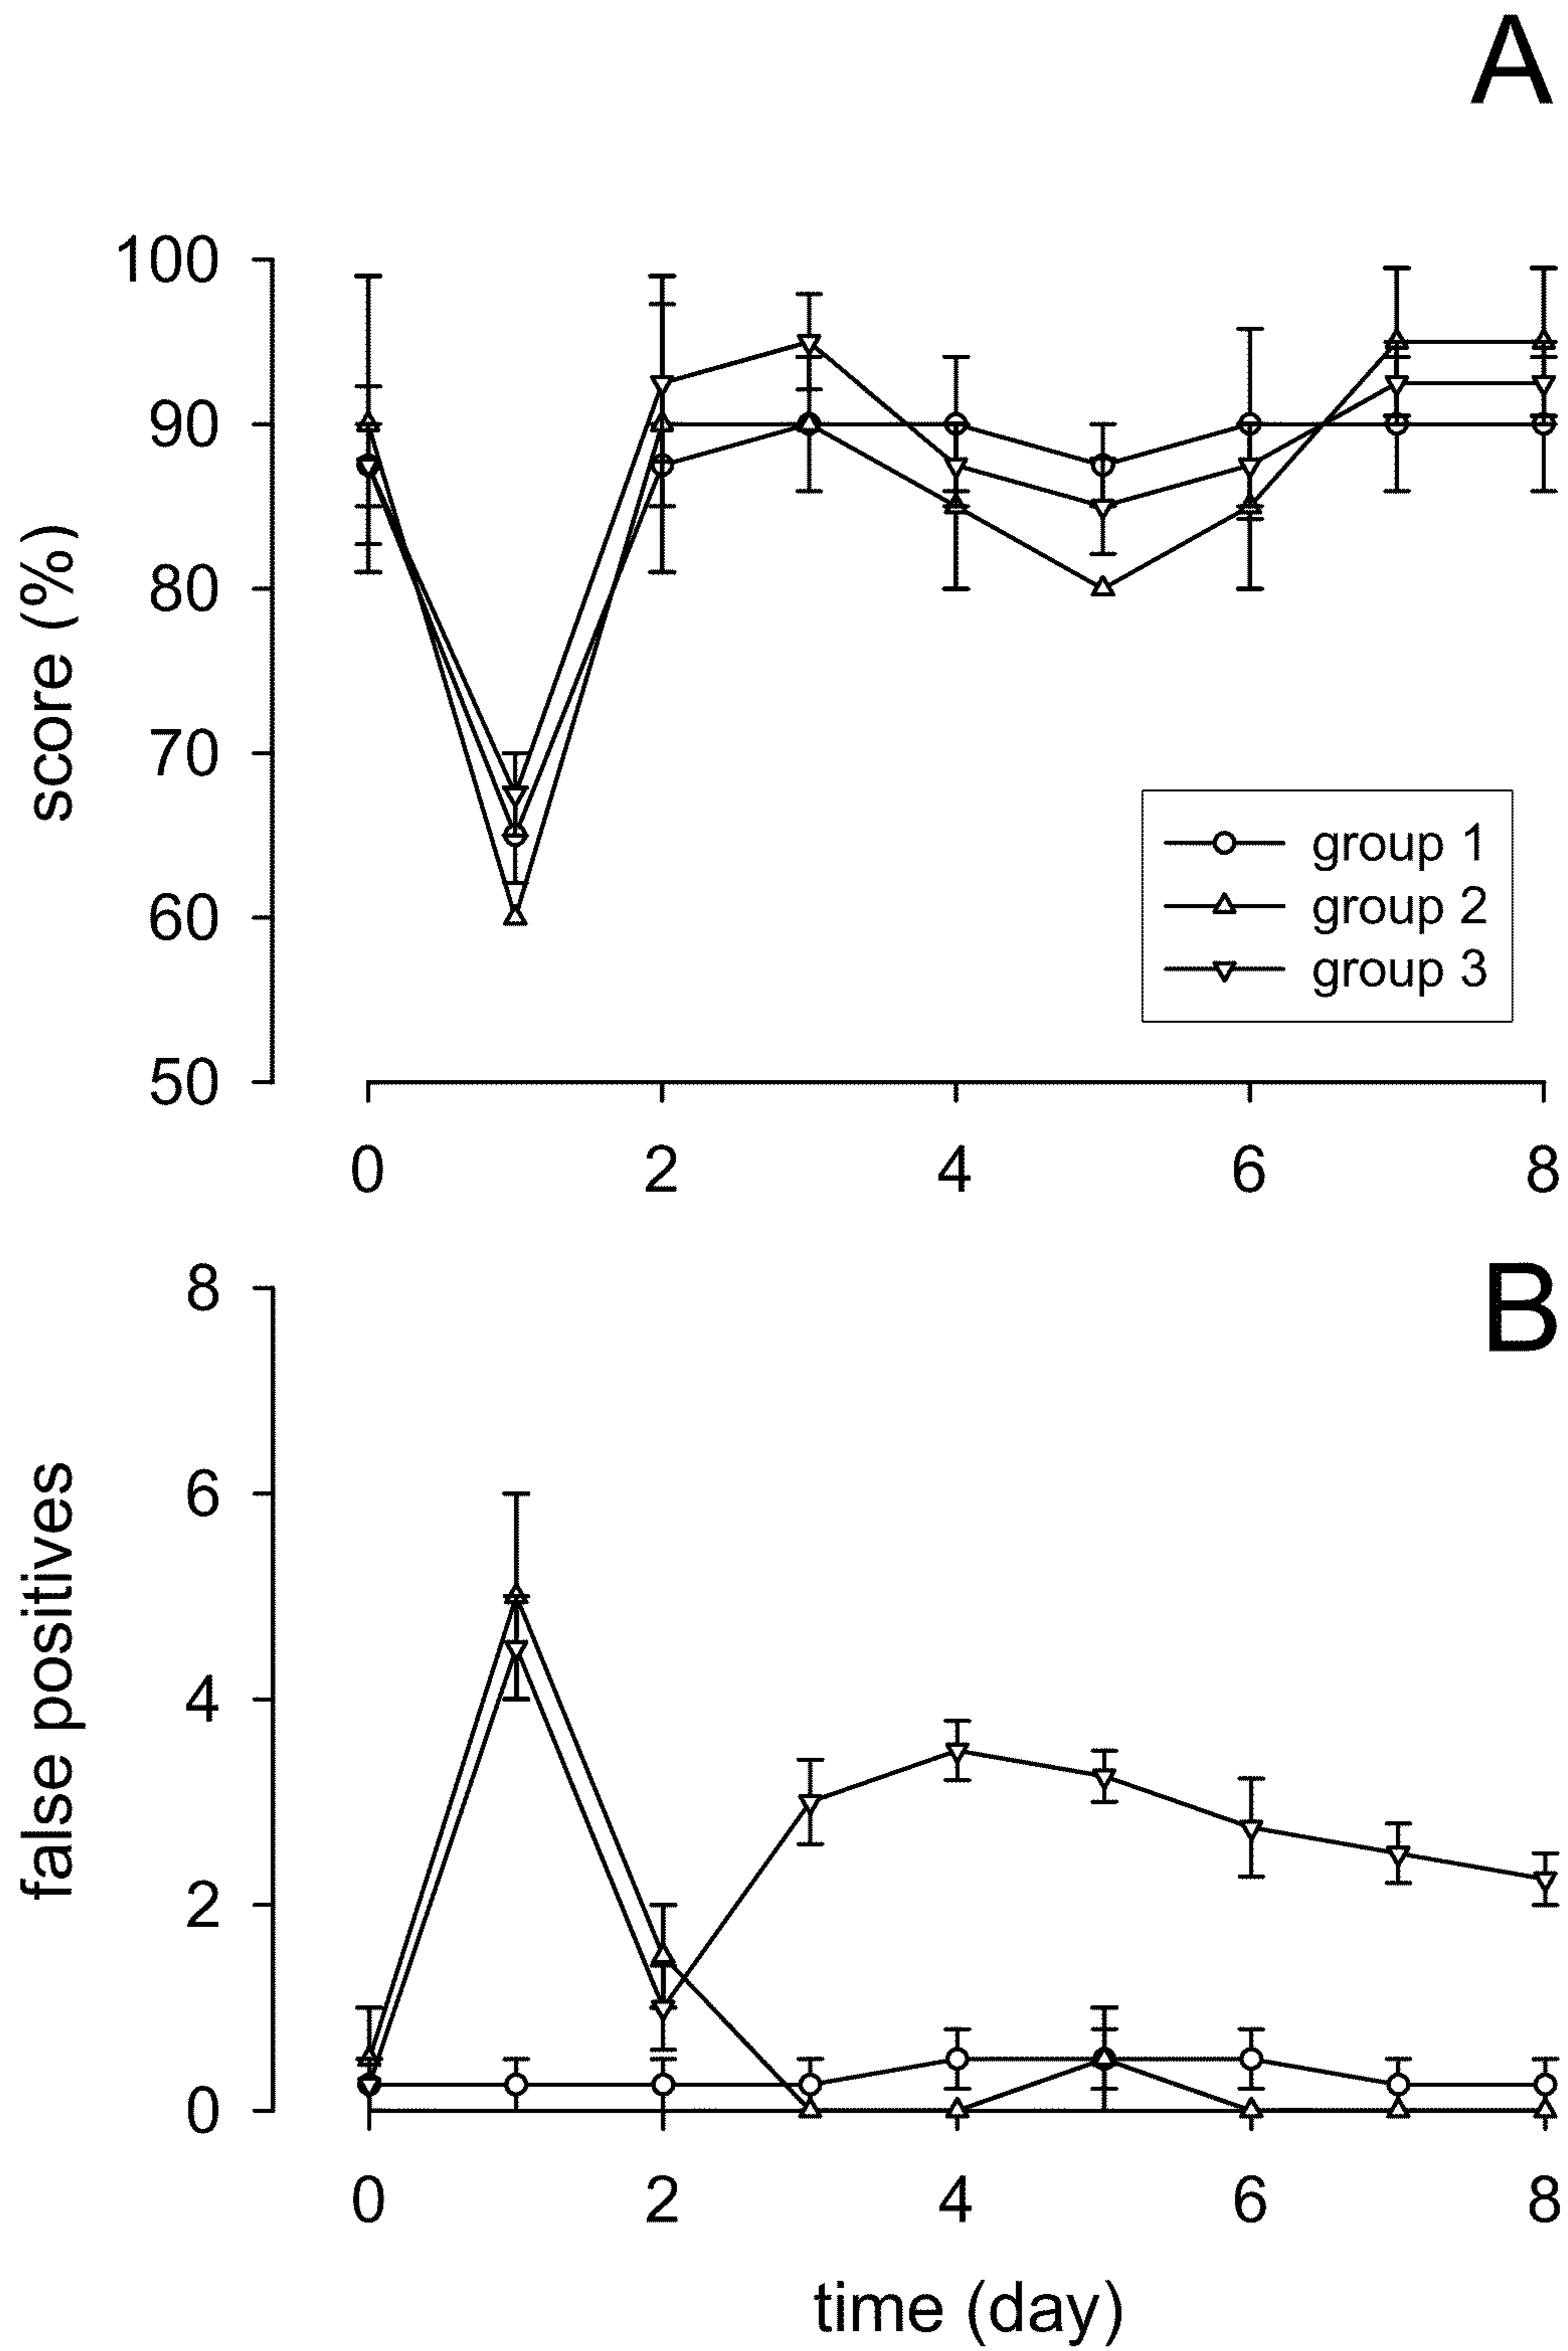 A
100
90
80
70
60
50
score (%)
group 1
group 2
group 3
0 2 4 6 8
B
8
6
4
2
0
false positives
0 2 4 6 8
time (day)